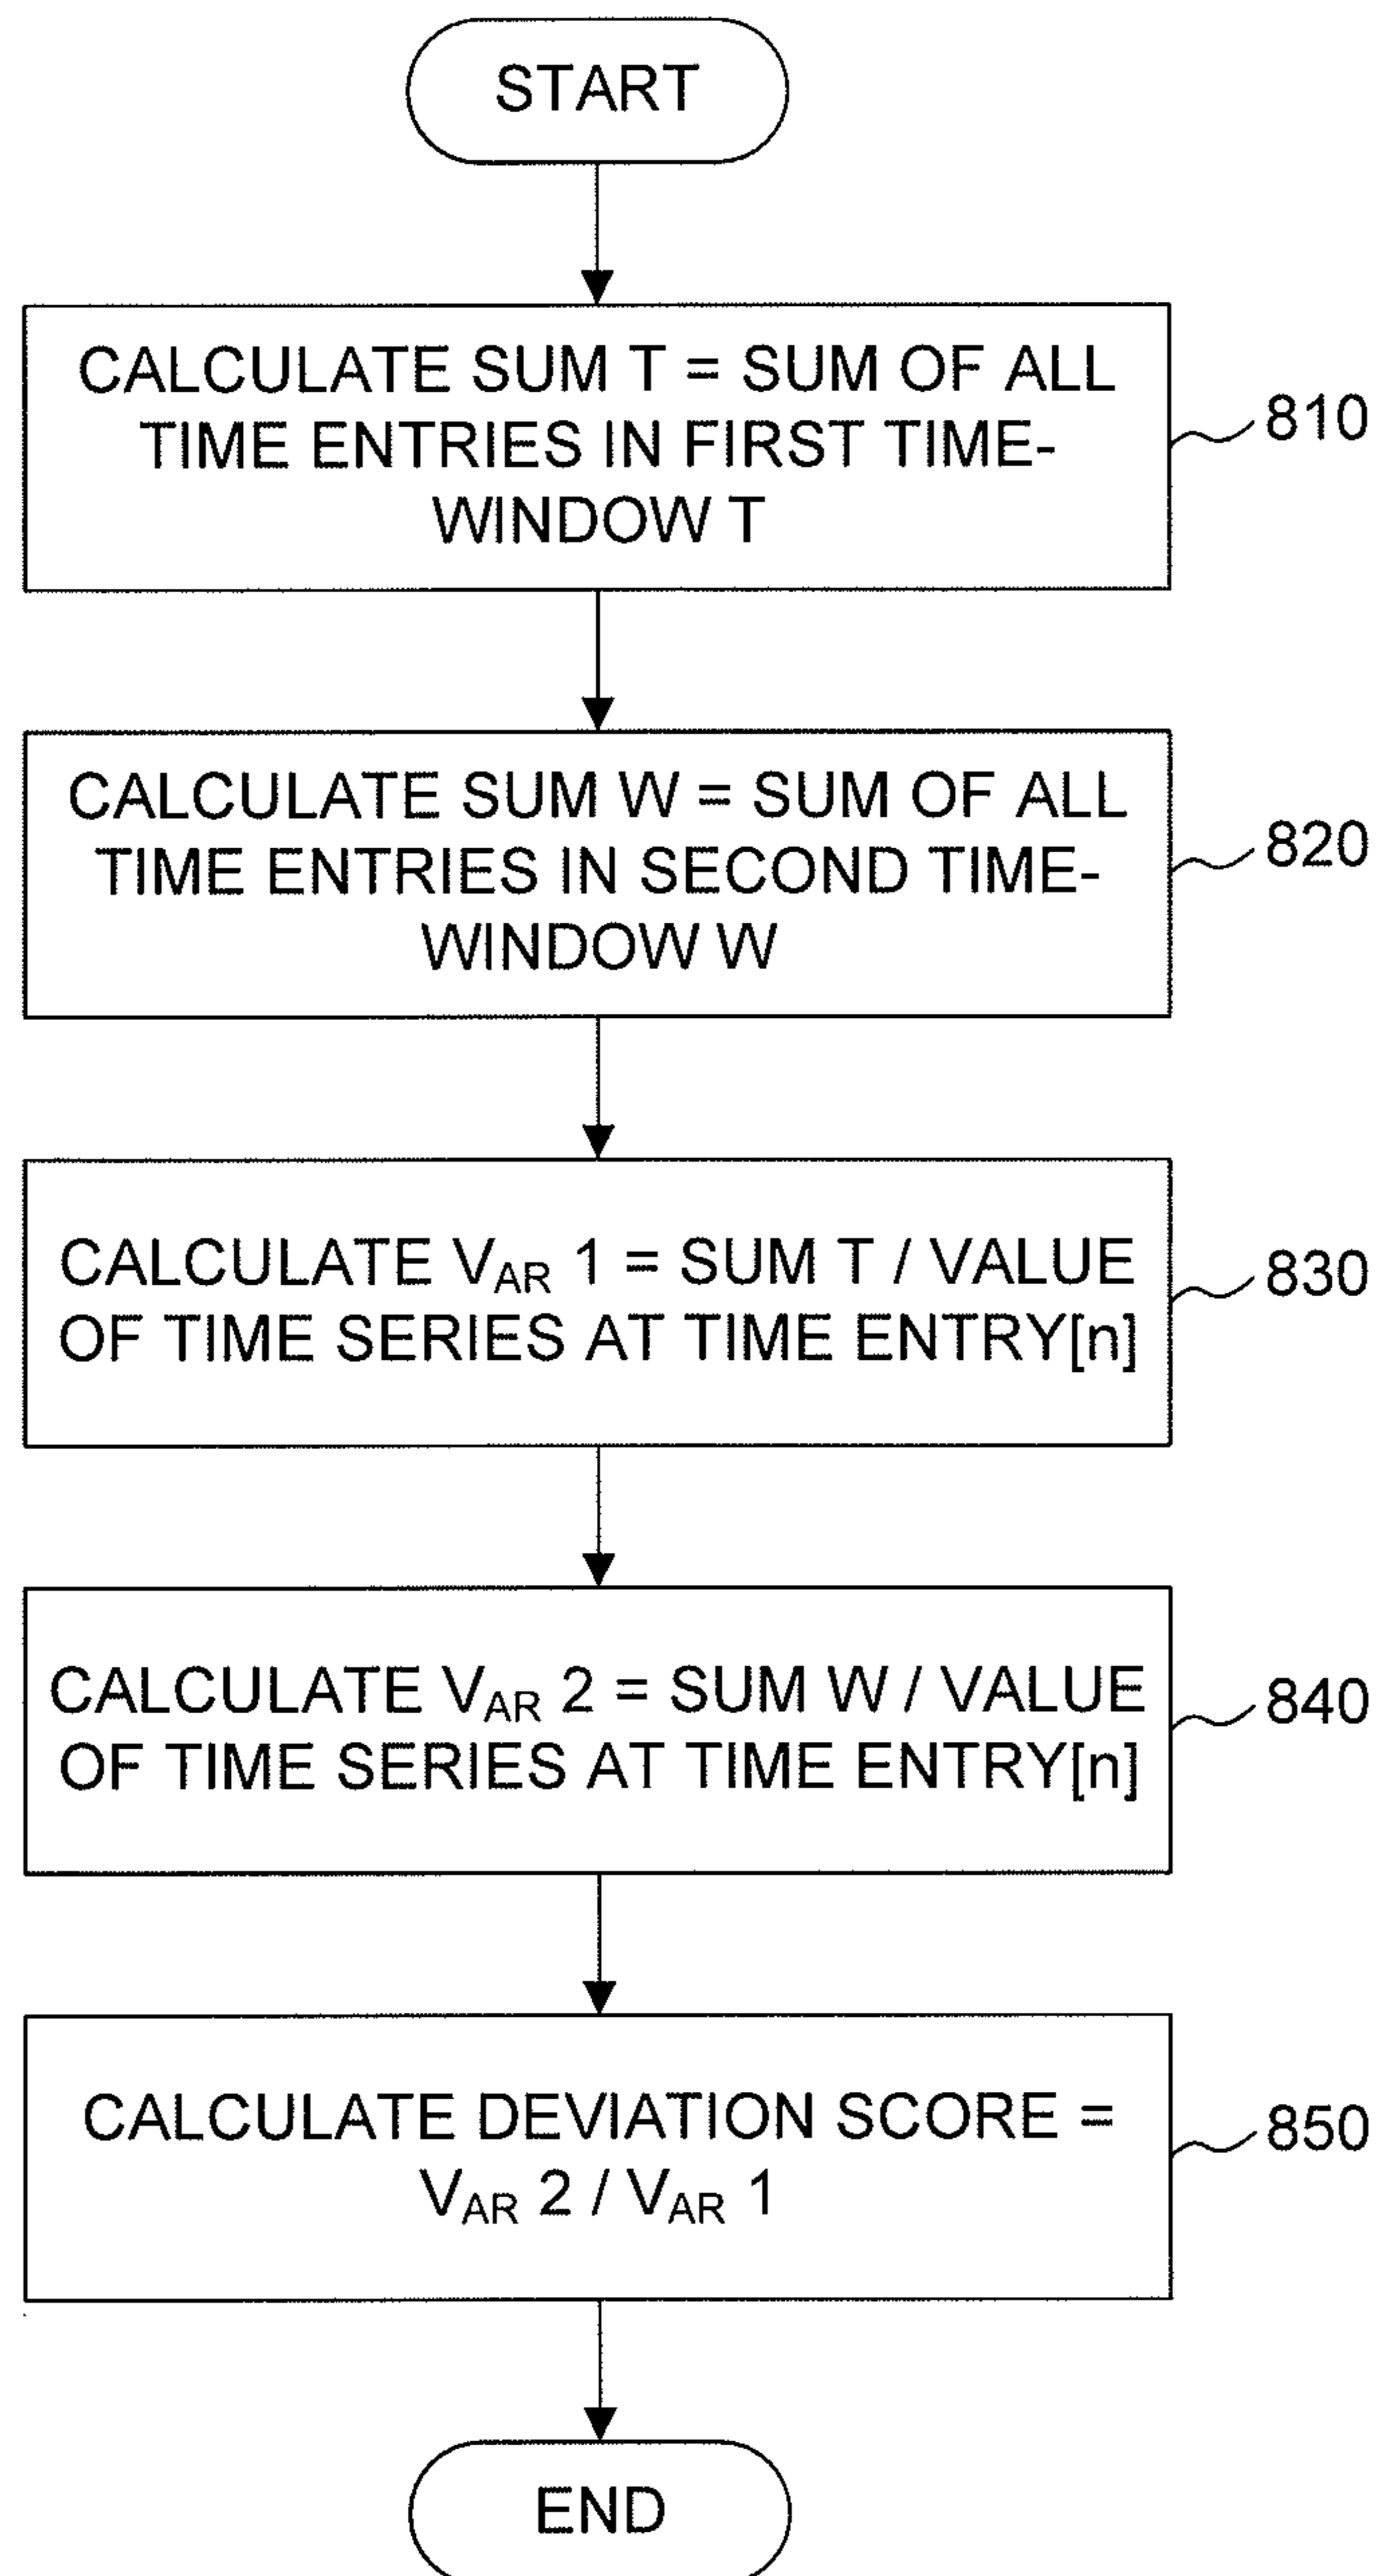 START
CALCULATE SUM T = SUM OF ALL
TIME ENTRIES IN FIRST TIME-
WINDOW T
810
CALCULATE SUM W = SUM OF ALL
TIME ENTRIES IN SECOND TIME-
WINDOW W
820
CALCULATE VAR 1 = SUM T / VALUE
OF TIME SERIES AT TIME ENTRY[n]
830
CALCULATE VAR 2 = SUM W / VALUE
OF TIME SERIES AT TIME ENTRY[n]
840
CALCULATE DEVIATION SCORE =
VAR 2 / VAR 1
850
END